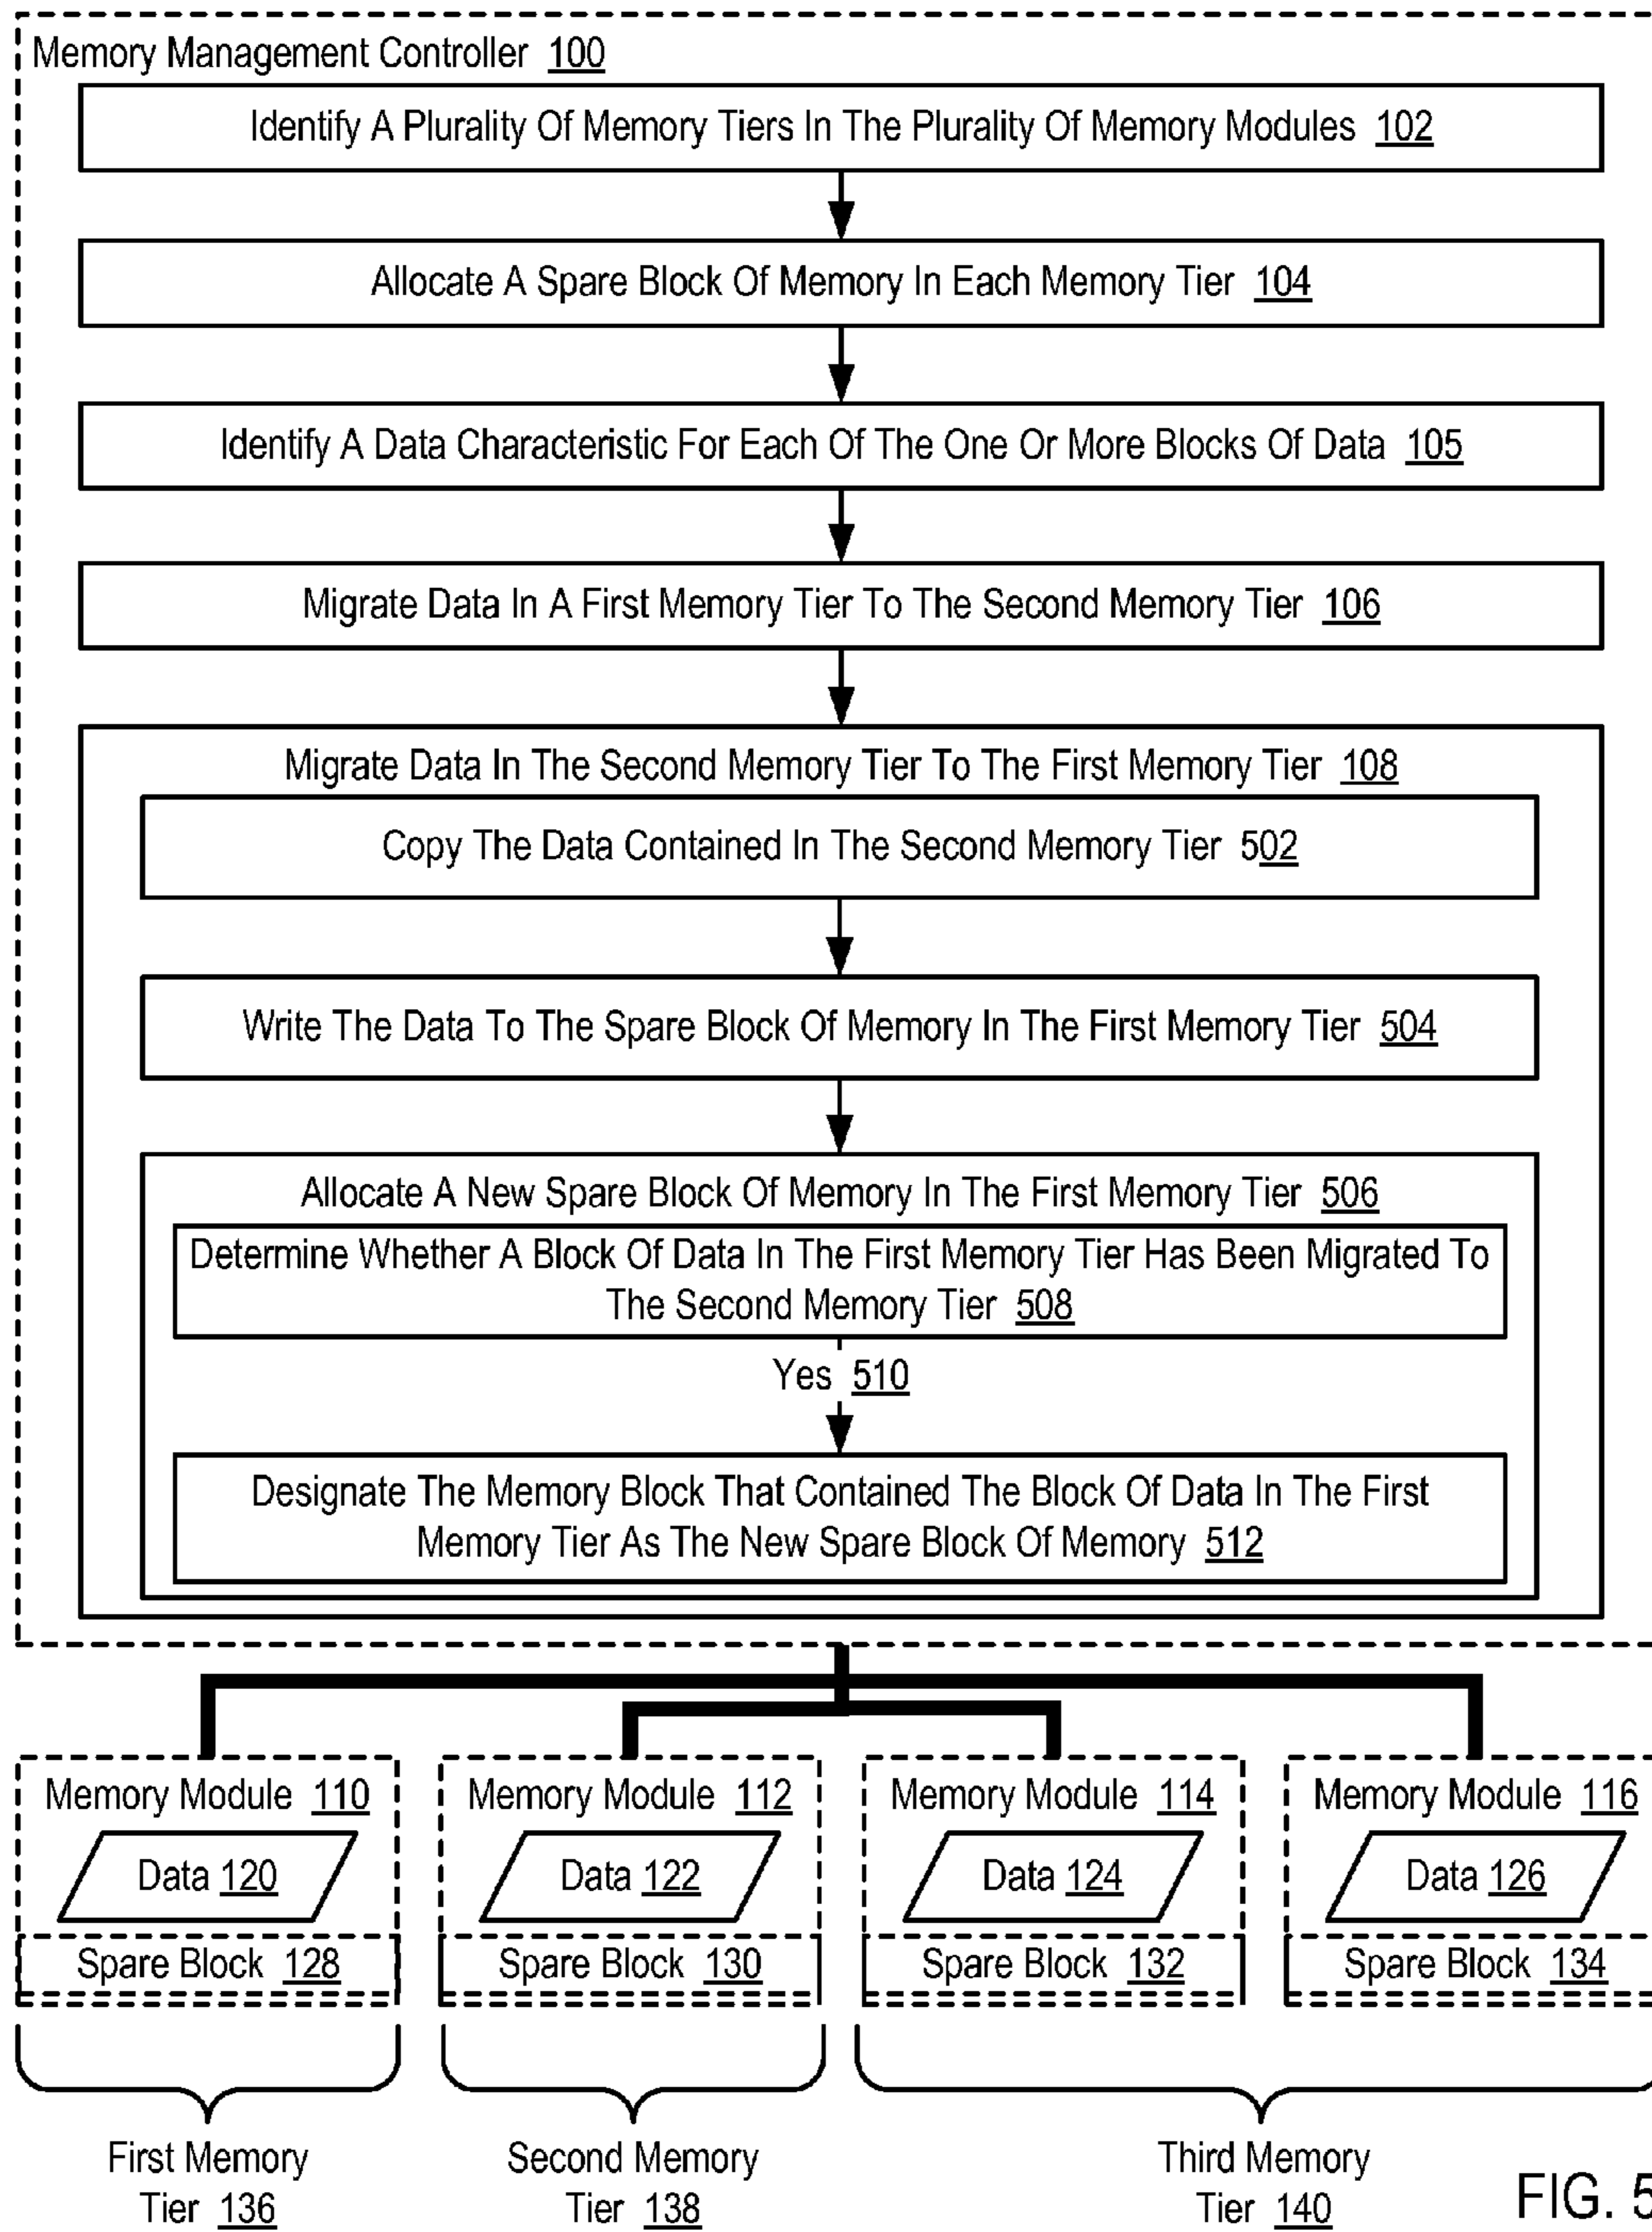 Memory Management Controller 100
Identify A Plurality Of Memory Tiers In The Plurality Of Memory Modules 102
Allocate A Spare Block Of Memory In Each Memory Tier 104
Identify A Data Characteristic For Each Of The One Or More Blocks Of Data 105
Migrate Data In A First Memory Tier To The Second Memory Tier 106
Migrate Data In The Second Memory Tier To The First Memory Tier 108
Copy The Data Contained In The Second Memory Tier 502
Write The Data To The Spare Block Of Memory In The First Memory Tier 504
Allocate A New Spare Block Of Memory In The First Memory Tier 506
Determine Whether A Block Of Data In The First Memory Tier Has Been Migrated To
The Second Memory Tier 508
Yes 510
Designate The Memory Block That Contained The Block Of Data In The First
Memory Tier As The New Spare Block Of Memory 512
Memory Module 110
Data 120
Spare Block 128
Memory Module 112
Data 122
Spare Block 130
Memory Module 114
Data 124
Spare Block 132
Memory Module 116
Data 126
Spare Block 134
First Memory
Tier 136
Second Memory
Tier 138
Third Memory
Tier 140
FIG. 5